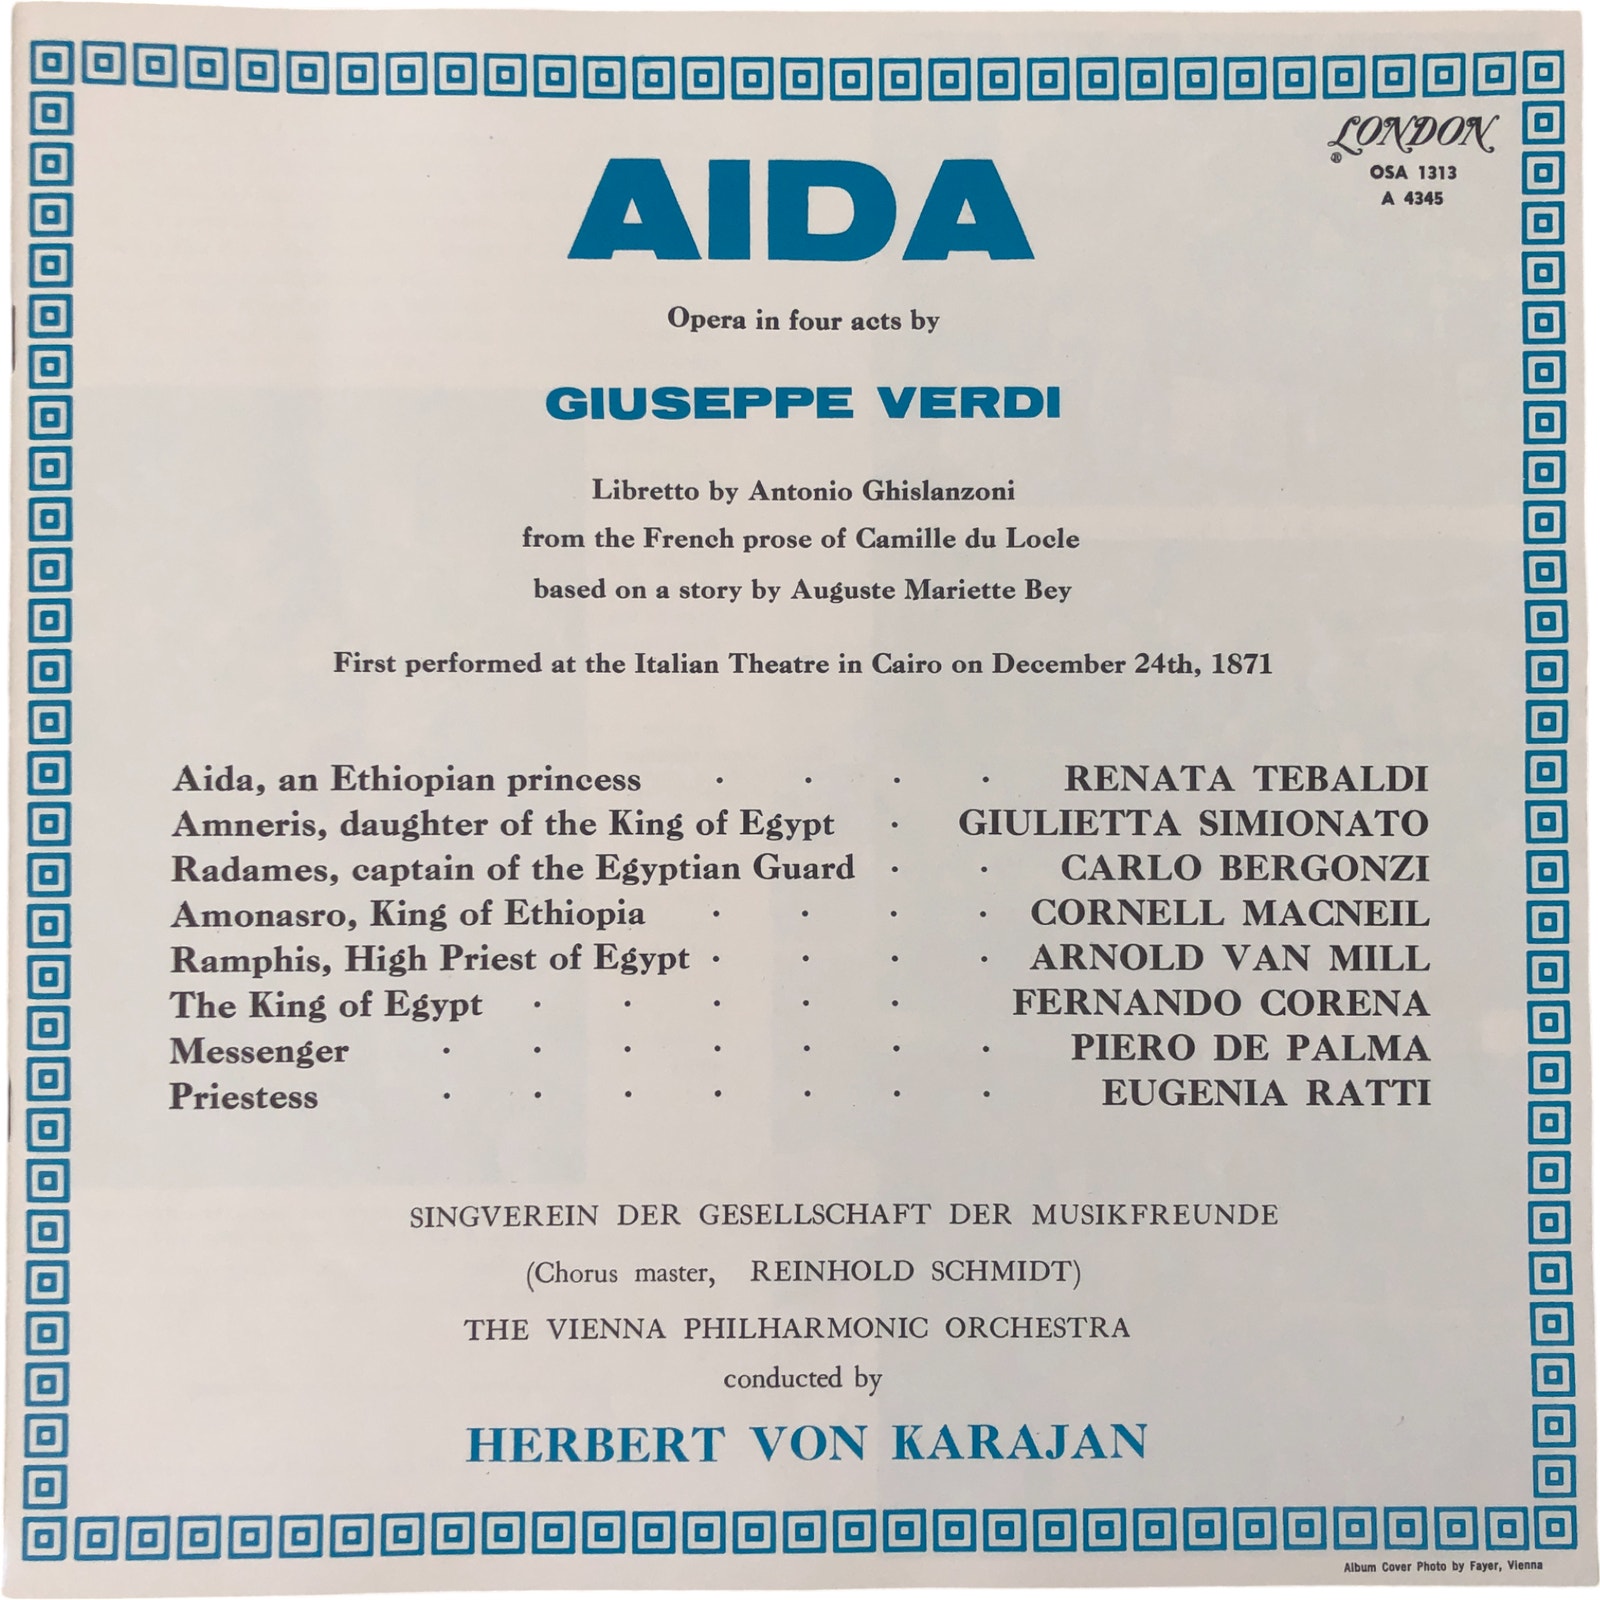 LONDON
®
OSA 1313
A 4345
AIDA
Opera in four acts by
GIUSEPPE VERDI
Libretto by Antonio Ghislanzoni
from the French prose of Camille du Locle
based on a story by Auguste Mariette Bey
First performed at the Italian Theatre in Cairo on December 24th, 1871
Aida, an Ethiopian princess . . . . RENATA TEBALDI
Amneris, daughter of the King of Egypt . GIULIETTA SIMIONATO
Radames, captain of the Egyptian Guard . . CARLO BERGONZI
Amonasro, King of Ethiopia . . . . CORNELL MACNEIL
Ramphis, High Priest of Egypt . . . . ARNOLD VAN MILL
The King of Egypt . . . . . FERNANDO CORENA
Messenger . . . . . . . PIERO DE PALMA
Priestess . . . . . . . EUGENIA RATTI
SINGVEREIN DER GESELLSCHAFT DER MUSIKFREUNDE
(Chorus master, REINHOLD SCHMIDT)
THE VIENNA PHILHARMONIC ORCHESTRA
conducted by
HERBERT VON KARAJAN
Album Cover Photo by Fayer, Vienna